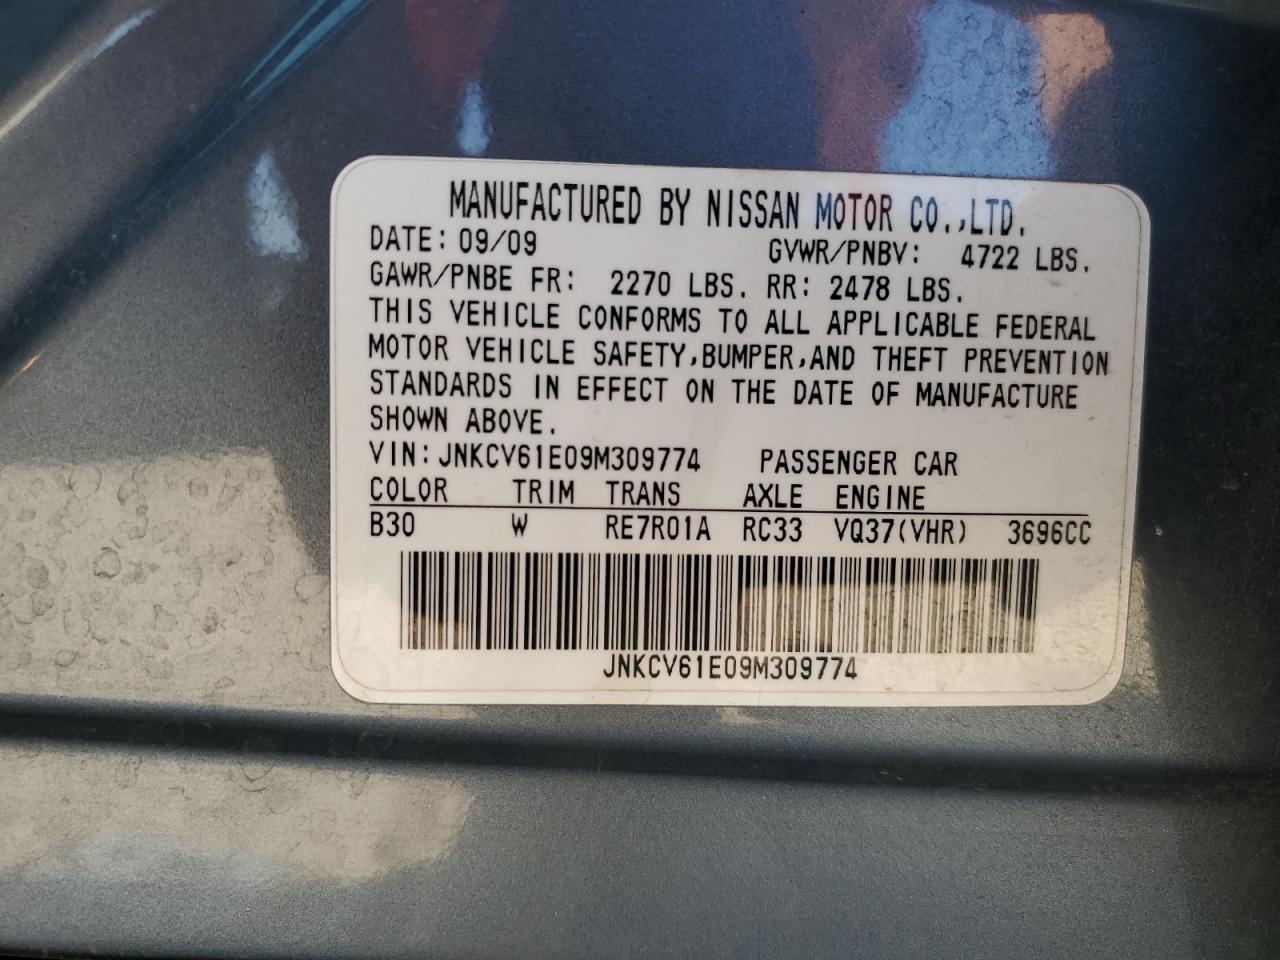 MANUFACTURED BY NISSAN MOTOR CO.,LTD.
DATE: 09/09 GVWR/PNBV: 4722 LBS.
GAWR/PNBE FR: 2270 LBS. RR: 2478 LBS.
THIS VEHICLE CONFORMS TO ALL APPLICABLE FEDERAL
MOTOR VEHICLE SAFETY,BUMPER,AND THEFT PREVENTION
STANDARDS IN EFFECT ON THE DATE OF MANUFACTURE
SHOWN ABOVE.
VIN: JNKCV61E09M309774 PASSENGER CAR
COLOR TRIM TRANS AXLE ENGINE
B30 W RE7R01A RC33 VQ37(VHR) 3696CC
JNKCV61E09M309774